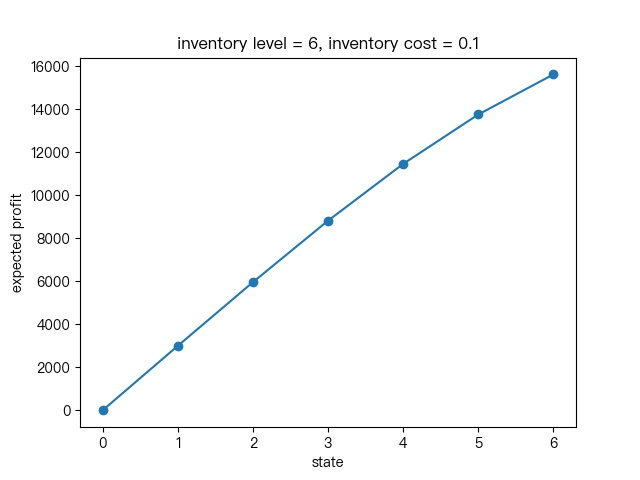 inventory level = 6, inventory cost = 0.1
16000
14000
12000
10000
8000
6000
4000
2000
0
expected profit
0 1 2 3 4 5 6
state